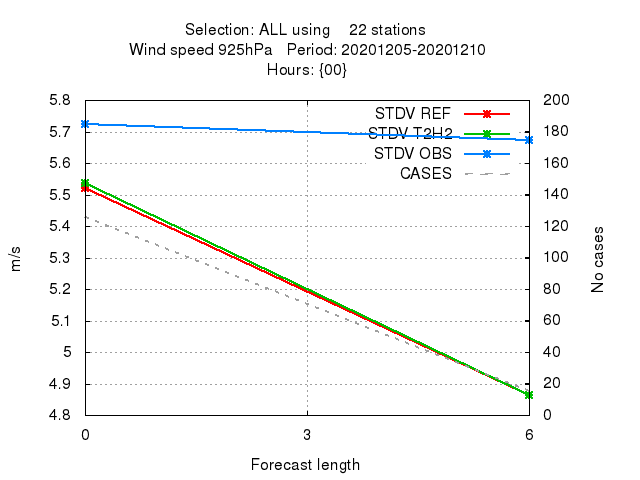 Selection: ALL using 22 stations
Wind speed 925hPa Period: 20201205-20201210
Hours: {00}
5.8
5.7
5.6
5.5
5.4
5.3
5.2
5.1
5
4.9
4.8
200
180
160
140
120
100
80
60
40
20
0
STDV REF
STDV T2H2
STDV OBS
CASES
m/s
No cases
0 3 6
Forecast length